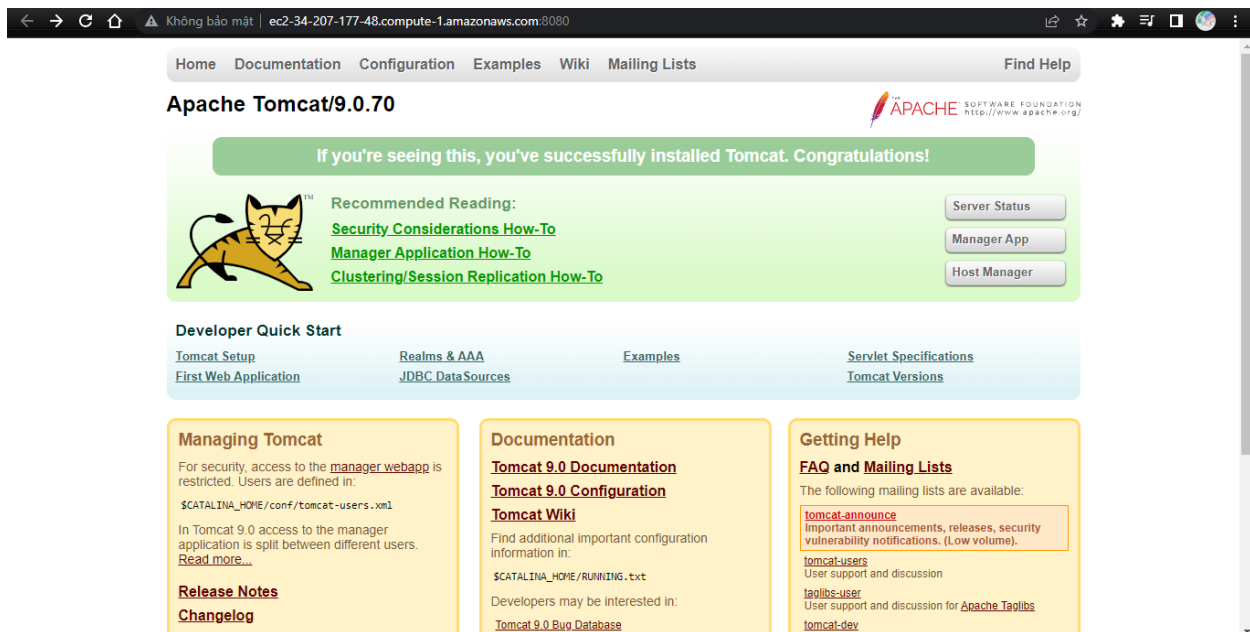 Không bảo mật ec2-34-207-177-48.compute-1.amazonaws.com:8080
Home Documentation Configuration Examples Wiki Mailing Lists Find Help
Apache Tomcat/9.0.70
THE APACHE SOFTWARE FOUNDATION
http://www.apache.org/
If you're seeing this, you've successfully installed Tomcat. Congratulations!
TM
Recommended Reading:
Security Considerations How-To
Manager Application How-To
Clustering/Session Replication How-To
Server Status
Manager App
Host Manager
Developer Quick Start
Tomcat Setup
First Web Application
Realms & AAA
JDBC DataSources
Examples
Servlet Specifications
Tomcat Versions
Managing Tomcat
For security, access to the manager webapp is
restricted. Users are defined in:
$CATALINA_HOME/conf/tomcat-users.xml
In Tomcat 9.0 access to the manager
application is split between different users.
Read more...
Release Notes
Changelog
Documentation
Tomcat 9.0 Documentation
Tomcat 9.0 Configuration
Tomcat Wiki
Find additional important configuration
information in:
$CATALINA_HOME/RUNNING.txt
Developers may be interested in:
Tomcat 9.0 Bug Database
Getting Help
FAQ and Mailing Lists
The following mailing lists are available:
tomcat-announce
Important announcements, releases, security
vulnerability notifications. (Low volume).
tomcat-users
User support and discussion
taglibs-user
User support and discussion for Apache Taglibs
tomcat-dev